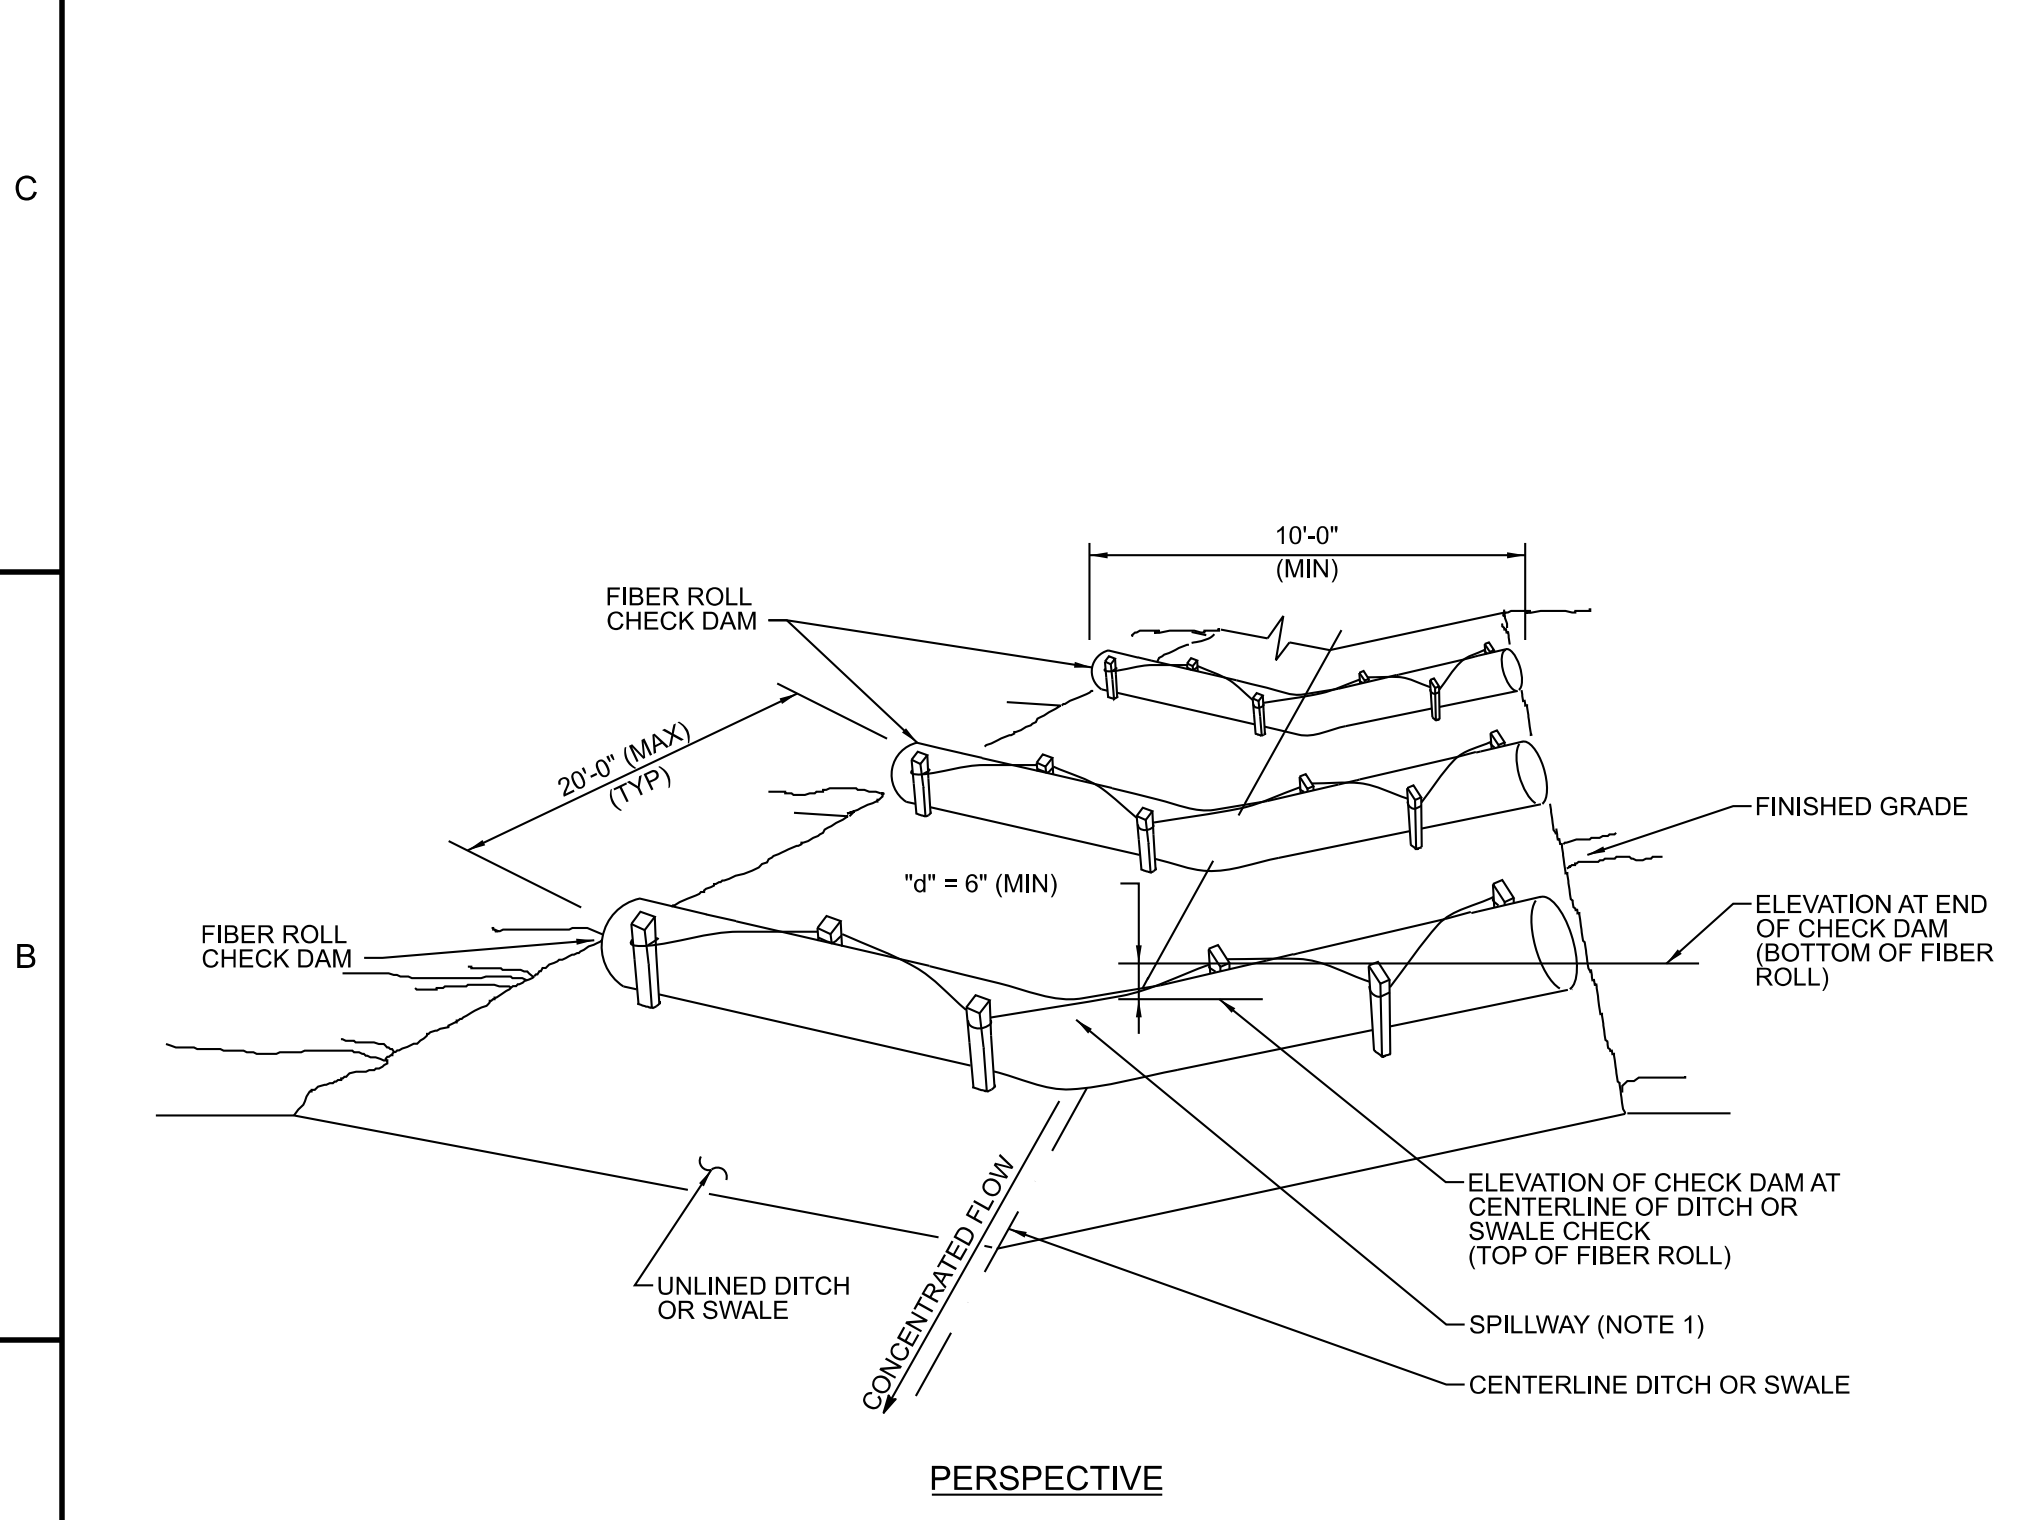 C
10'-0"
(MIN)
FIBER ROLL
CHECK DAM
20'-0" (MAX)
(TYP)
FINISHED GRADE
"d" = 6" (MIN)
ELEVATION AT END
OF CHECK DAM
(BOTTOM OF FIBER
ROLL)
FIBER ROLL
CHECK DAM
B
CONCENTRATED FLOW
ELEVATION OF CHECK DAM AT
CENTERLINE OF DITCH OR
SWALE CHECK
(TOP OF FIBER ROLL)
UNLINED DITCH
OR SWALE
SPILLWAY (NOTE 1)
CENTERLINE DITCH OR SWALE
PERSPECTIVE